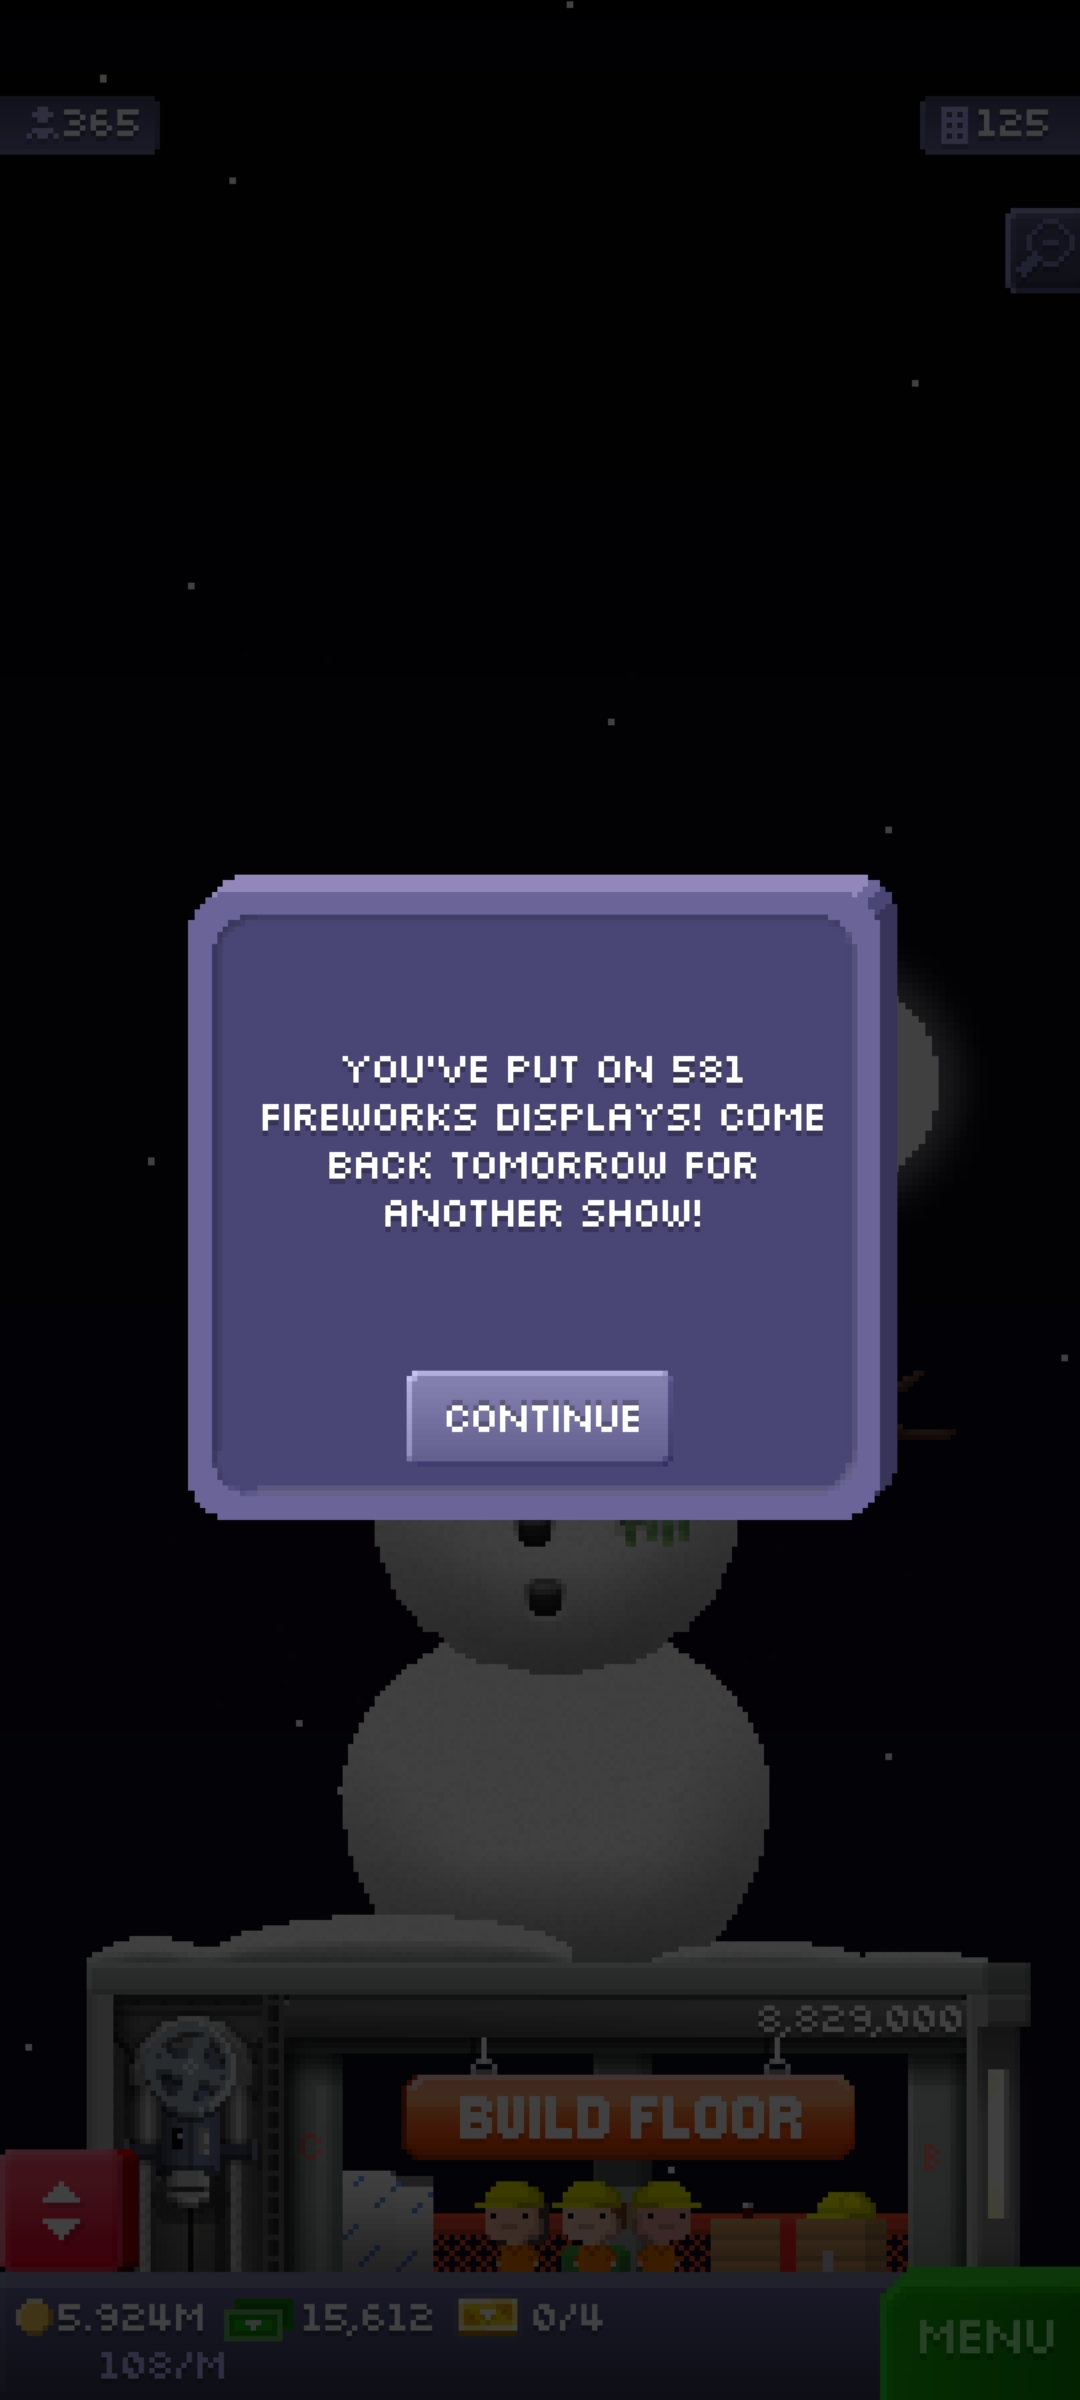 365
125
YOU'VE PUT ON 581
FIREWORKS DISPLAYS! COME
BACK TOMORROW FOR
ANOTHER SHOW!
CONTINUE
8,829,000
BUILD FLOOR
C
B
5.924M 15,612 0/4
108/M
MENU